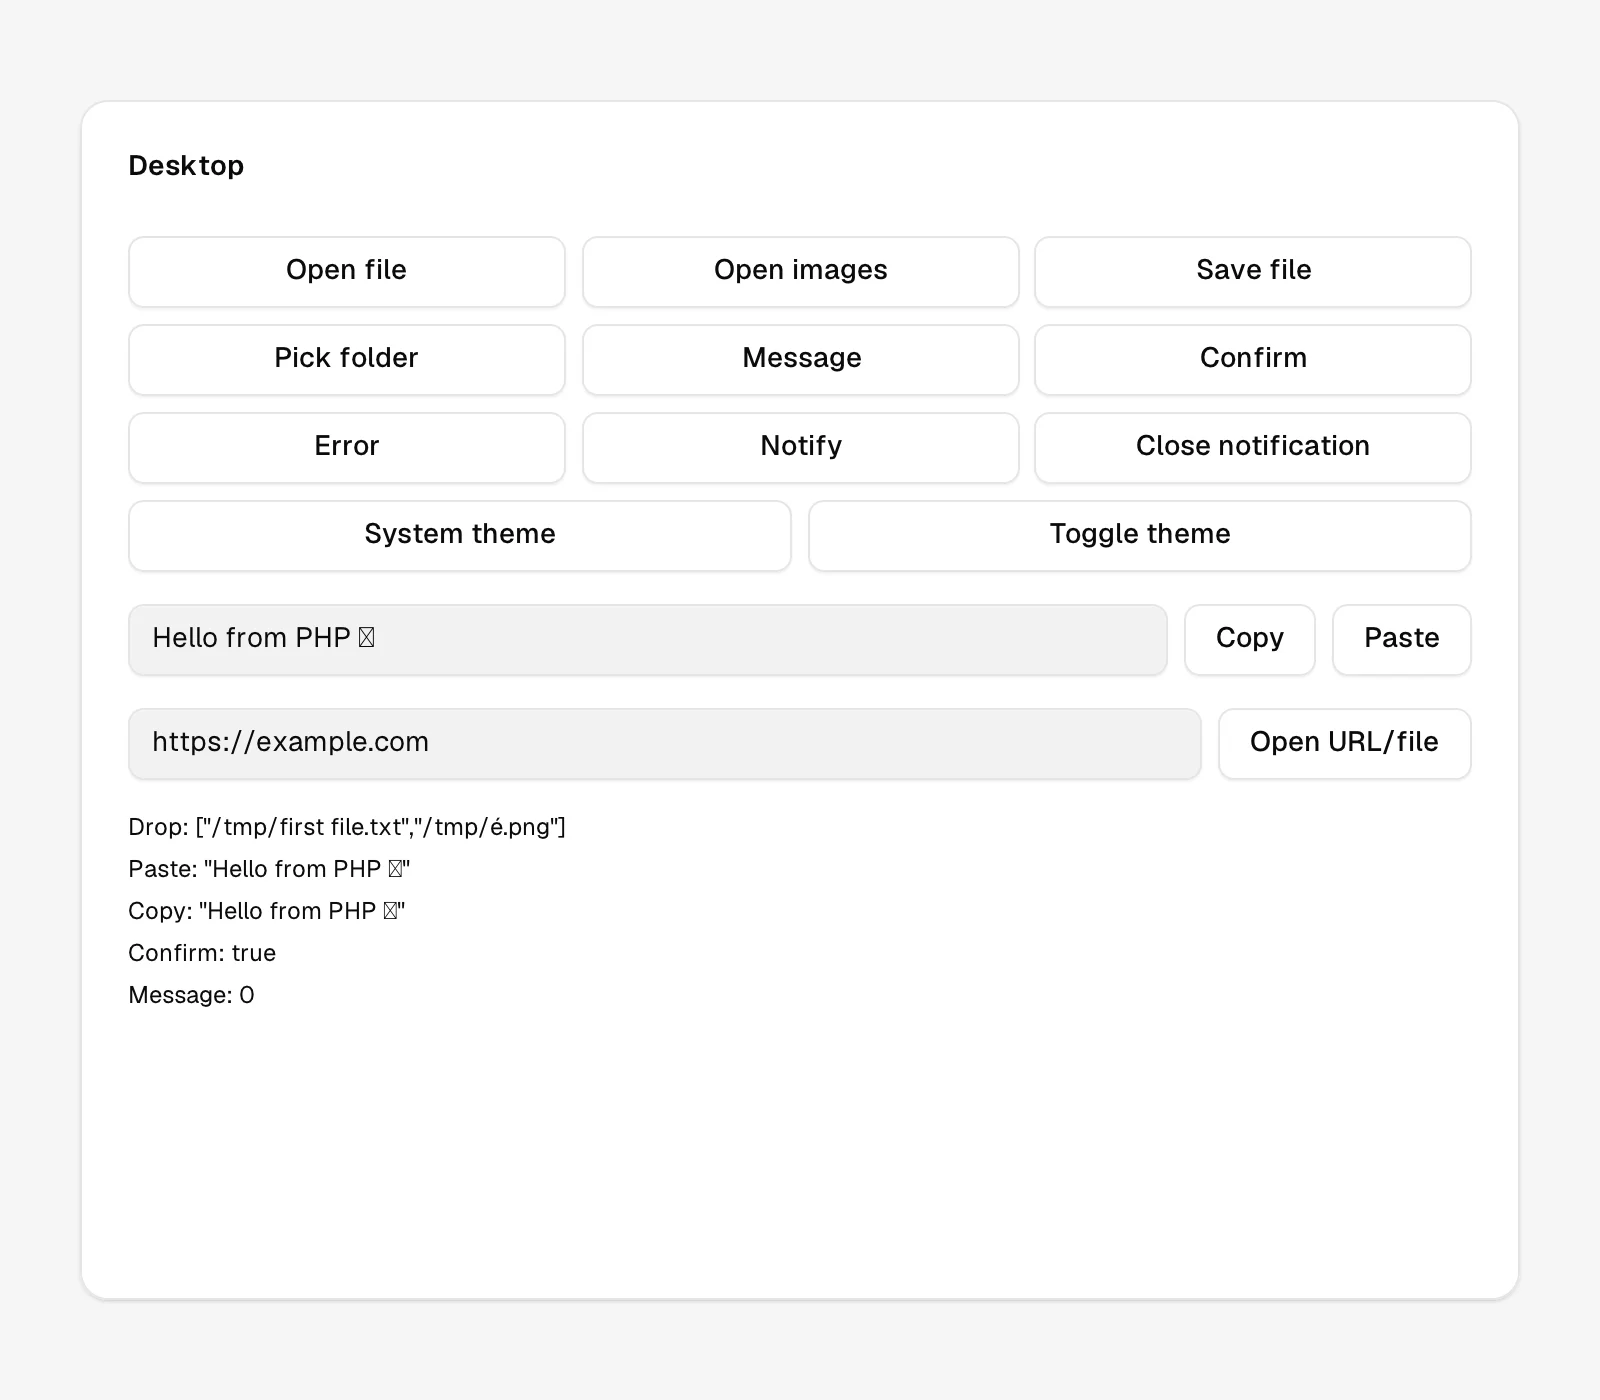 Desktop
Open file Open images Save file
Pick folder Message Confirm
Error Notify Close notification
System theme Toggle theme
Hello from PHP Copy Paste
https://example.com Open URL/file
Drop: ["/tmp/first file.txt","/tmp/é.png"]
Paste: "Hello from PHP "
Copy: "Hello from PHP "
Confirm: true
Message: 0